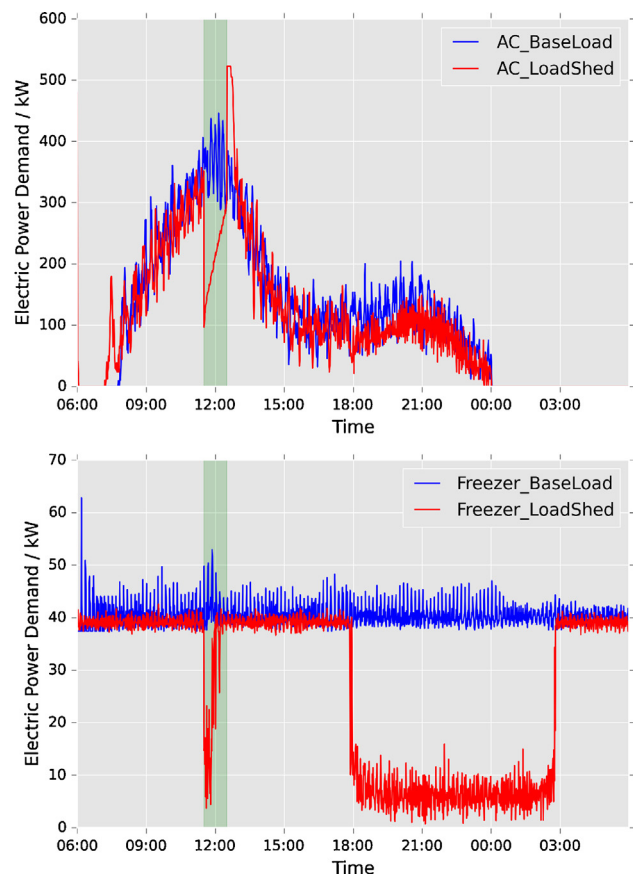 600
500
400
300
200
100
0
Electric Power Demand / kW
AC_BaseLoad
AC_LoadShed
06:00 09:00 12:00 15:00 18:00 21:00 00:00 03:00
Time
70
60
50
40
30
20
10
0
Electric Power Demand / kW
Freezer_BaseLoad
Freezer_LoadShed
06:00 09:00 12:00 15:00 18:00 21:00 00:00 03:00
Time